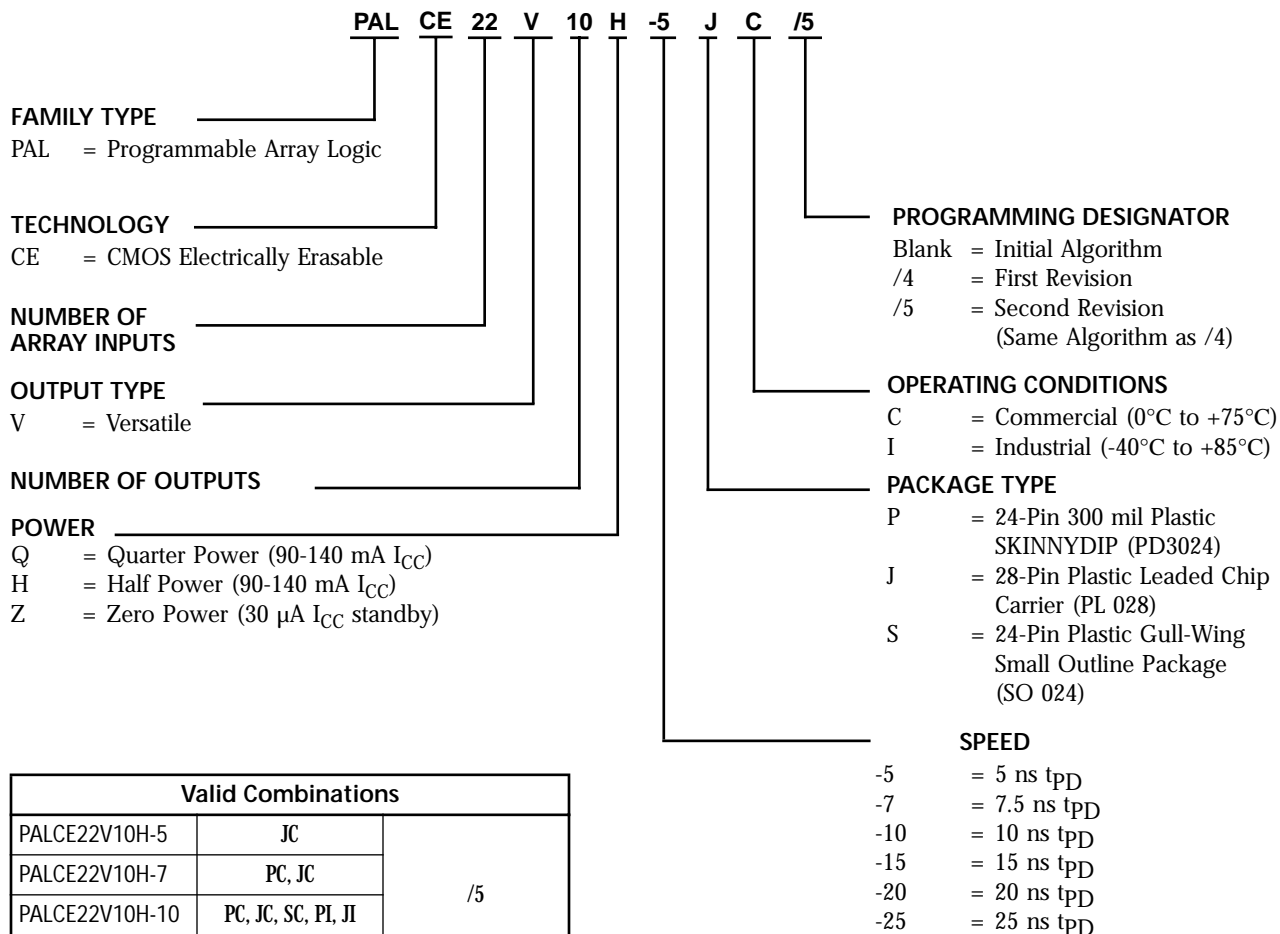 PAL CE 22 V 10 H -5 J C /5
FAMILY TYPE
PAL = Programmable Array Logic
TECHNOLOGY
CE = CMOS Electrically Erasable
NUMBER OF
ARRAY INPUTS
OUTPUT TYPE
V = Versatile
NUMBER OF OUTPUTS
POWER
Q = Quarter Power (90-140 mA ICC)
H = Half Power (90-140 mA ICC)
Z = Zero Power (30 µA ICC standby)
PROGRAMMING DESIGNATOR
Blank = Initial Algorithm
/4 = First Revision
/5 = Second Revision
(Same Algorithm as /4)
OPERATING CONDITIONS
C = Commercial (0°C to +75°C)
I = Industrial (-40°C to +85°C)
PACKAGE TYPE
P = 24-Pin 300 mil Plastic
SKINNYDIP (PD3024)
J = 28-Pin Plastic Leaded Chip
Carrier (PL 028)
S = 24-Pin Plastic Gull-Wing
Small Outline Package
(SO 024)
SPEED
-5 = 5 ns tPD
-7 = 7.5 ns tPD
-10 = 10 ns tPD
-15 = 15 ns tPD
-20 = 20 ns tPD
-25 = 25 ns tPD
Valid Combinations
PALCE22V10H-5 JC
PALCE22V10H-7 PC, JC
/5
PALCE22V10H-10 PC, JC, SC, PI, JI